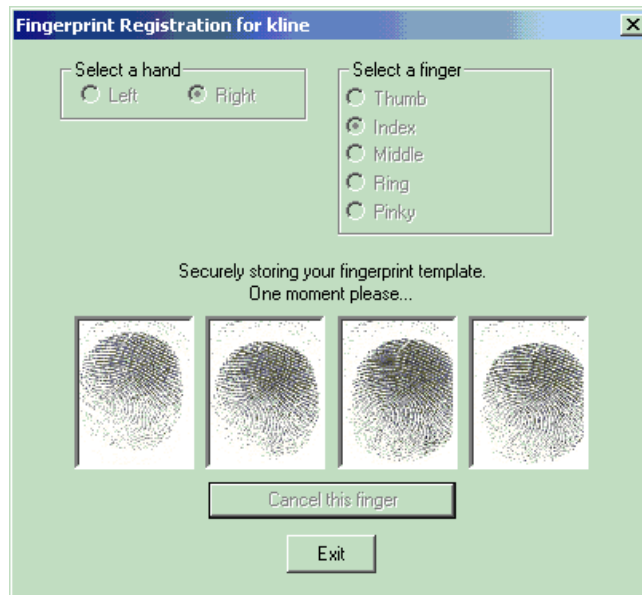 Fingerprint Registration for kline
Select a hand
Left Right
Select a finger
Thumb
Index
Middle
Ring
Pinky
Securely storing your fingerprint template.
One moment please...
Cancel this finger
Exit